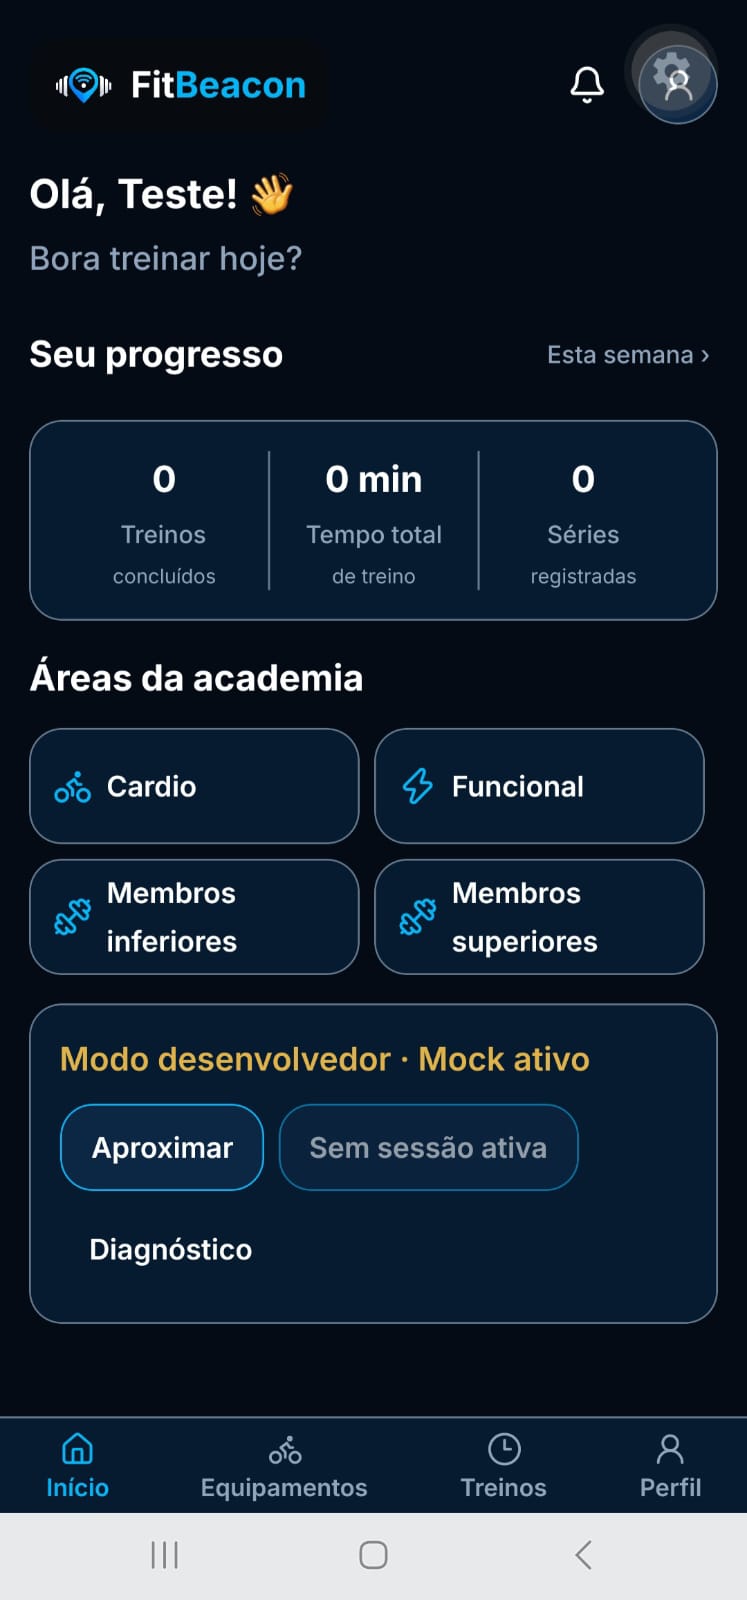 FitBeacon
Olá, Teste! 👋
Bora treinar hoje?
Seu progresso
Esta semana ›
0
Treinos
concluídos
0 min
Tempo total
de treino
0
Séries
registradas
Áreas da academia
Cardio
Funcional
Membros
inferiores
Membros
superiores
Modo desenvolvedor · Mock ativo
Aproximar
Sem sessão ativa
Diagnóstico
Início
Equipamentos
Treinos
Perfil